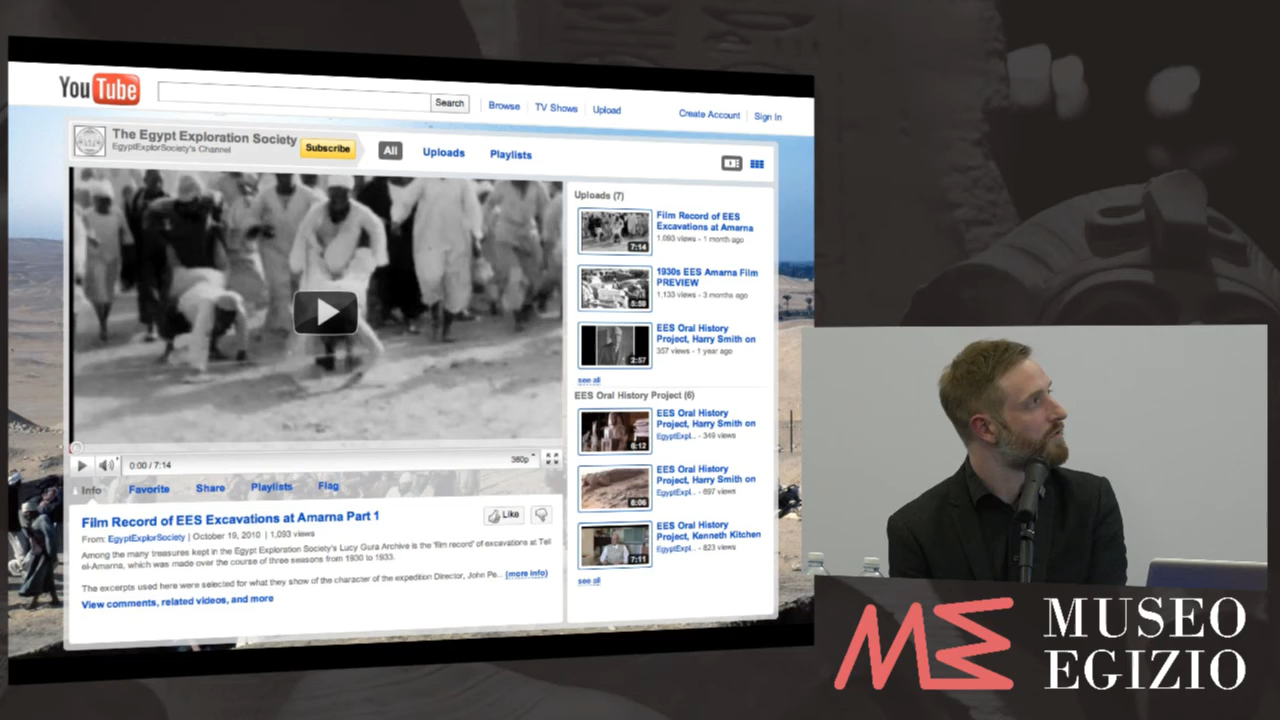 YouTube
Search
Browse
TV Shows
Upload
Create Account
Sign In
The Egypt Exploration Society
EgyptExplorSociety's Channel
Subscribe
All
Uploads
Playlists
Uploads (7)
Film Record of EES
Excavations at Amarna
1,093 views - 1 month ago
7:14
1930s EES Amarna Film
PREVIEW
1,133 views - 3 months ago
5:59
EES Oral History
Project, Harry Smith on
357 views - 1 year ago
2:57
see all
EES Oral History Project (6)
EES Oral History
Project, Harry Smith on
EgyptExpl... - 349 views
6:12
EES Oral History
Project, Harry Smith on
EgyptExpl... - 697 views
6:06
EES Oral History
Project, Kenneth Kitchen
EgyptExpl... - 823 views
7:11
see all
0:00 / 7:14
360p
Info
Favorite
Share
Playlists
Flag
Film Record of EES Excavations at Amarna Part 1
Like
From: EgyptExplorSociety | October 19, 2010 | 1,093 views
Among the many treasures kept in the Egypt Exploration Society's Lucy Gura Archive is the 'film record' of excavations at Tell
el-Amarna, which was made over the course of three seasons from 1930 to 1933.
The excerpts used here were selected for what they show of the character of the expedition Director, John Pe... (more info)
View comments, related videos, and more
ME
MUSEO
EGIZIO